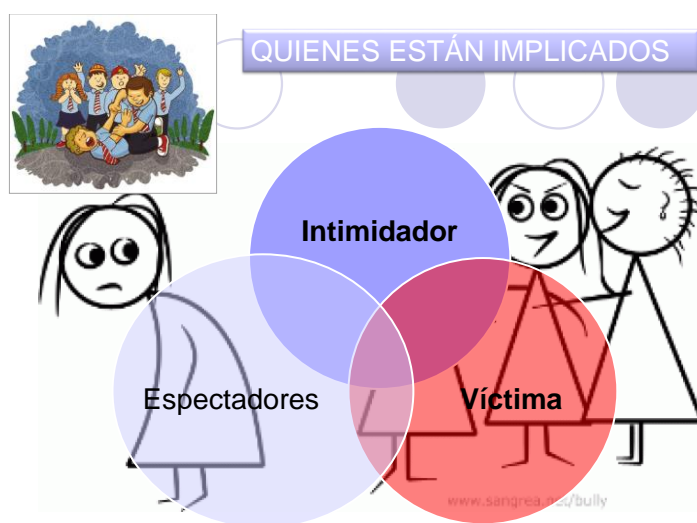 QUIENES ESTÁN IMPLICADOS
Intimidador
Espectadores
Víctima
www.sangrea.net/bully